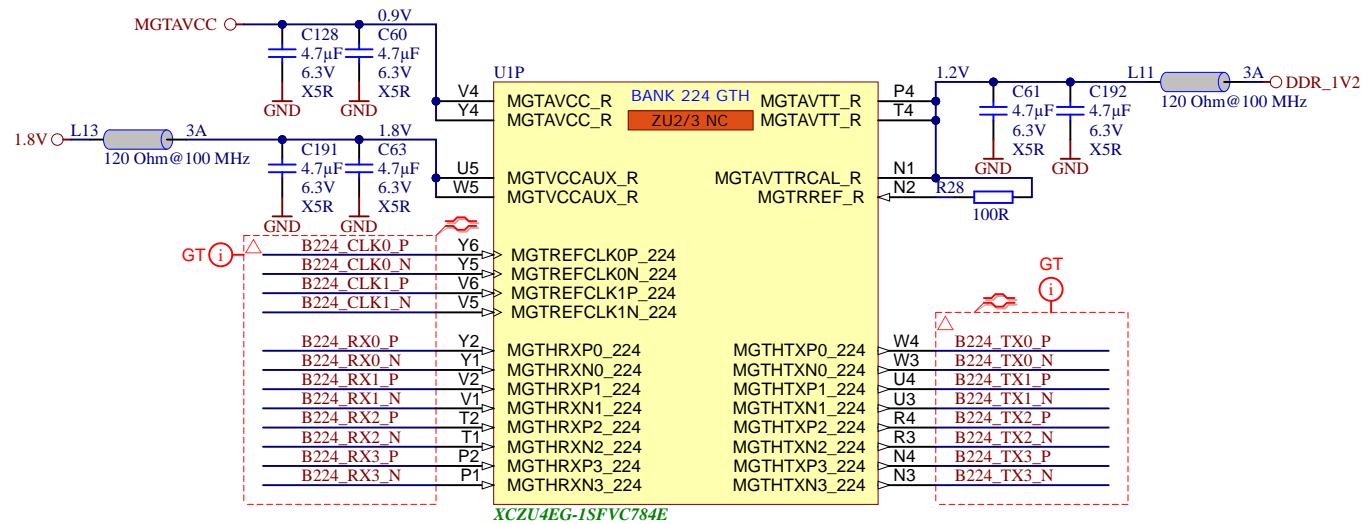 MGTAVCC
0.9V
C128
4.7µF
6.3V
X5R
GND
C60
4.7µF
6.3V
X5R
GND
1.8V
L13
3A
120 Ohm@100 MHz
1.8V
C191
4.7µF
6.3V
X5R
GND
C63
4.7µF
6.3V
X5R
GND
U1P
BANK 224 GTH
ZU2/3 NC
V4 MGTAVCC_R
Y4 MGTAVCC_R
U5 MGTVCCAUX_R
W5 MGTVCCAUX_R
MGTAVTT_R P4
MGTAVTT_R T4
MGTAVTTRCAL_R N1
MGTRREF_R N2
R28
100R
1.2V
C61
4.7µF
6.3V
X5R
GND
C192
4.7µF
6.3V
X5R
GND
L11
3A
120 Ohm@100 MHz
DDR_1V2
GT
i
B224_CLK0_P Y6 MGTREFCLK0P_224
B224_CLK0_N Y5 MGTREFCLK0N_224
B224_CLK1_P V6 MGTREFCLK1P_224
B224_CLK1_N V5 MGTREFCLK1N_224
B224_RX0_P Y2 MGTHRXP0_224
B224_RX0_N Y1 MGTHRXN0_224
B224_RX1_P V2 MGTHRXP1_224
B224_RX1_N V1 MGTHRXN1_224
B224_RX2_P T2 MGTHRXP2_224
B224_RX2_N T1 MGTHRXN2_224
B224_RX3_P P2 MGTHRXP3_224
B224_RX3_N P1 MGTHRXN3_224
GT
i
MGTHTXP0_224 W4 B224_TX0_P
MGTHTXN0_224 W3 B224_TX0_N
MGTHTXP1_224 U4 B224_TX1_P
MGTHTXN1_224 U3 B224_TX1_N
MGTHTXP2_224 R4 B224_TX2_P
MGTHTXN2_224 R3 B224_TX2_N
MGTHTXP3_224 N4 B224_TX3_P
MGTHTXN3_224 N3 B224_TX3_N
XCZU4EG-1SFVC784E